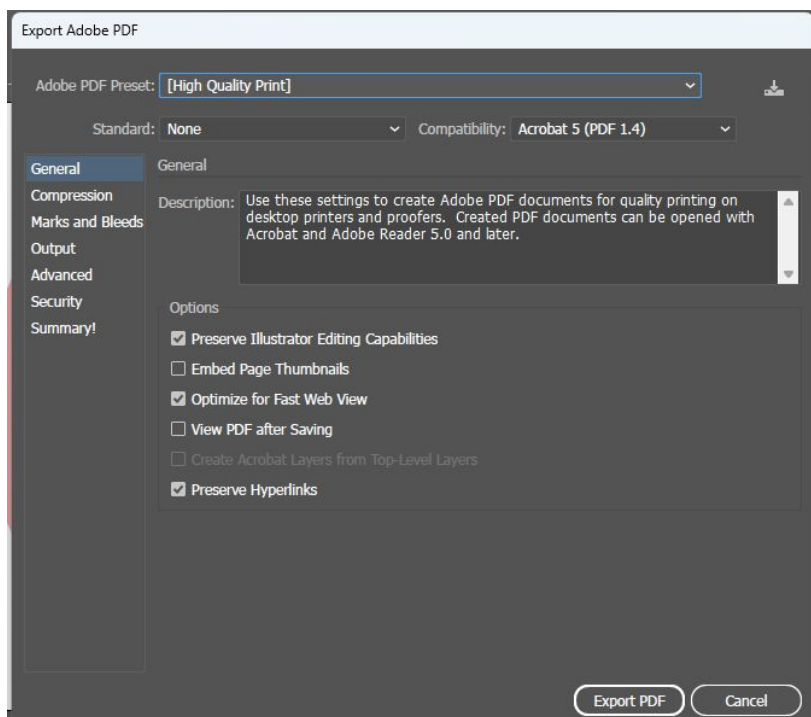 Export Adobe PDF
Adobe PDF Preset: [High Quality Print]
Standard: None Compatibility: Acrobat 5 (PDF 1.4)
General
Compression
Marks and Bleeds
Output
Advanced
Security
Summary!
General
Description: Use these settings to create Adobe PDF documents for quality printing on
desktop printers and proofers. Created PDF documents can be opened with
Acrobat and Adobe Reader 5.0 and later.
Options
Preserve Illustrator Editing Capabilities
Embed Page Thumbnails
Optimize for Fast Web View
View PDF after Saving
Create Acrobat Layers from Top-Level Layers
Preserve Hyperlinks
Export PDF Cancel